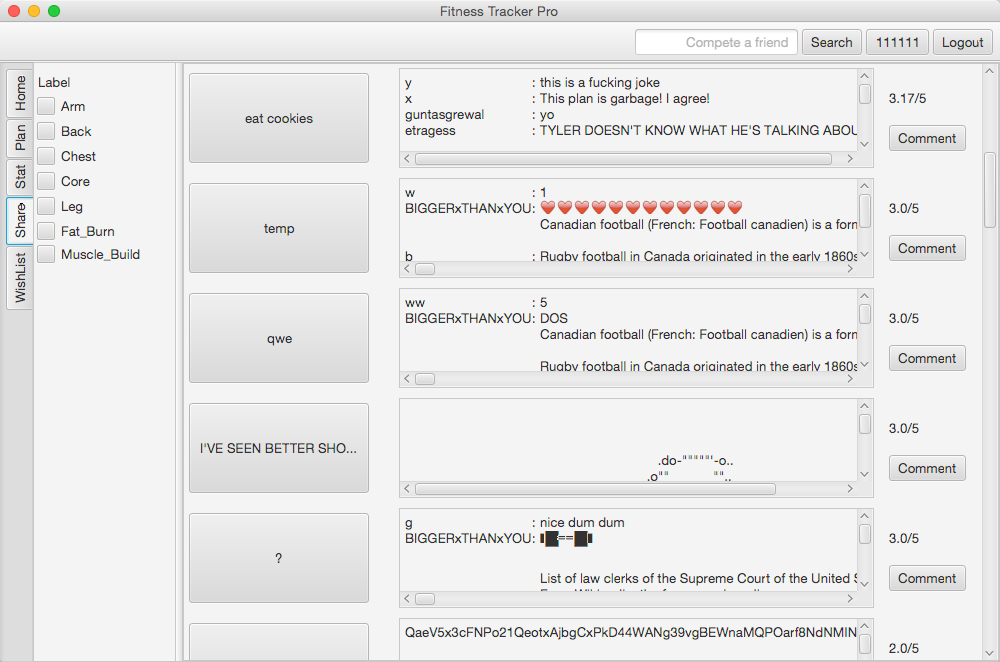 Fitness Tracker Pro
Compete a friend Search 111111 Logout
Home
Plan
Stat
Share
WishList
Label
Arm
Back
Chest
Core
Leg
Fat_Burn
Muscle_Build
eat cookies
y : this is a fucking joke
x : This plan is garbage! I agree!
guntasgrewal : yo
etragess : TYLER DOESN'T KNOW WHAT HE'S TALKING ABOU
3.17/5
Comment
temp
w : 1
BIGGERxTHANxYOU: ❤️❤️❤️❤️❤️❤️❤️❤️❤️❤️❤️❤️
Canadian football (French: Football canadien) is a form
b : Rugby football in Canada originated in the early 1860s
3.0/5
Comment
qwe
ww : 5
BIGGERxTHANxYOU: DOS
Canadian football (French: Football canadien) is a form
Rugby football in Canada originated in the early 1860s
3.0/5
Comment
I'VE SEEN BETTER SHO...
.do-"""""'-o..
.o"" ""..
3.0/5
Comment
?
g : nice dum dum
BIGGERxTHANxYOU: ▮█==█▮
List of law clerks of the Supreme Court of the United S
3.0/5
Comment
QaeV5x3cFNPo21QeotxAjbgCxPkD44WANg39vgBEWnaMQPOarf8NdNMIN
2.0/5